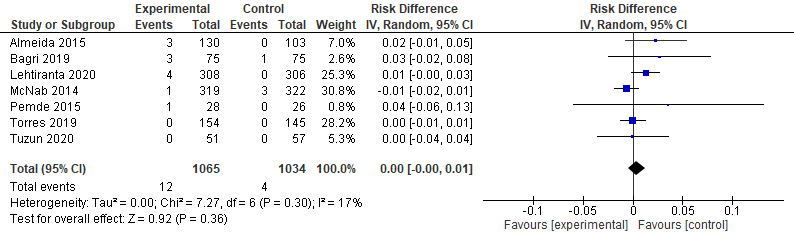 Experimental Control Risk Difference Risk Difference
Study or Subgroup Events Total Events Total Weight IV, Random, 95% CI IV, Random, 95% CI
Almeida 2015 3 130 0 103 7.0% 0.02 [-0.01, 0.05]
Bagri 2019 3 75 1 75 2.6% 0.03 [-0.02, 0.08]
Lehtiranta 2020 4 308 0 306 25.3% 0.01 [-0.00, 0.03]
McNab 2014 1 319 3 322 30.8% -0.01 [-0.02, 0.01]
Pemde 2015 1 28 0 26 0.8% 0.04 [-0.06, 0.13]
Torres 2019 0 154 0 145 28.2% 0.00 [-0.01, 0.01]
Tuzun 2020 0 51 0 57 5.3% 0.00 [-0.04, 0.04]
Total (95% CI) 1065 1034 100.0% 0.00 [-0.00, 0.01]
Total events 12 4
Heterogeneity: Tau² = 0.00; Chi² = 7.27, df = 6 (P = 0.30); I² = 17%
Test for overall effect: Z = 0.92 (P = 0.36)
-0.1 -0.05 0 0.05 0.1
Favours [experimental] Favours [control]